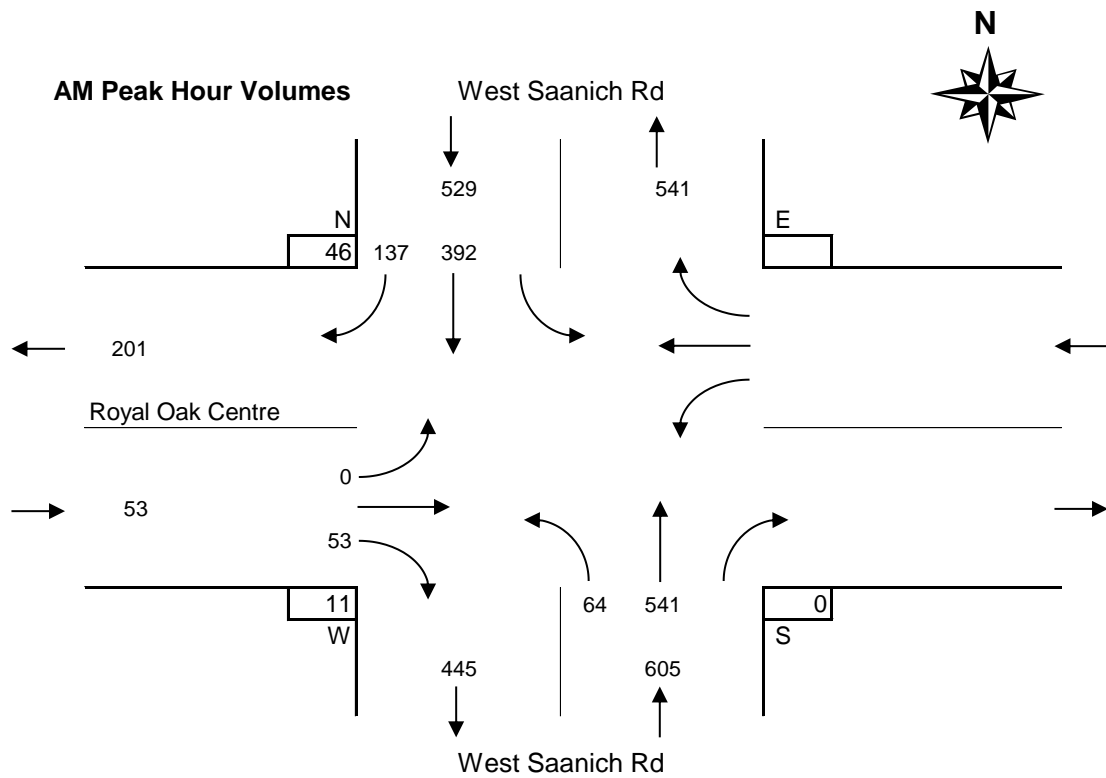 N
AM Peak Hour Volumes West Saanich Rd
529 541
N E
46 137 392
201
Royal Oak Centre
0
53
53
11 64 541 0
W S
445 605
West Saanich Rd